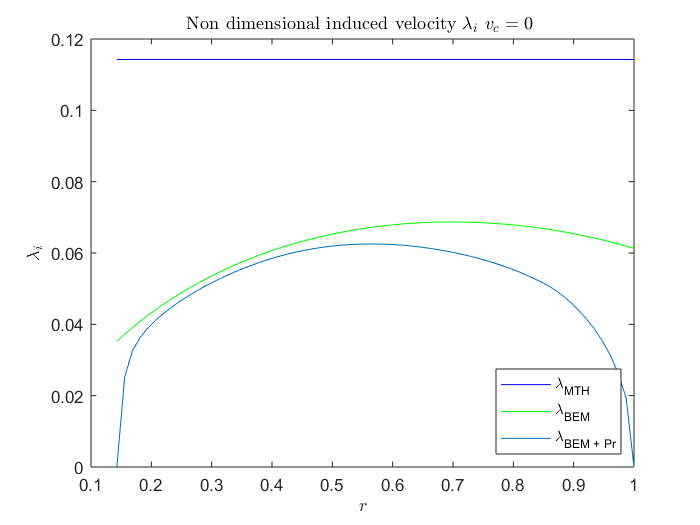 Non dimensional induced velocity λi vc = 0
0.12
0.1
0.08
0.06
0.04
0.02
0
λi
0.1 0.2 0.3 0.4 0.5 0.6 0.7 0.8 0.9 1
r
λMTH
λBEM
λBEM + Pr